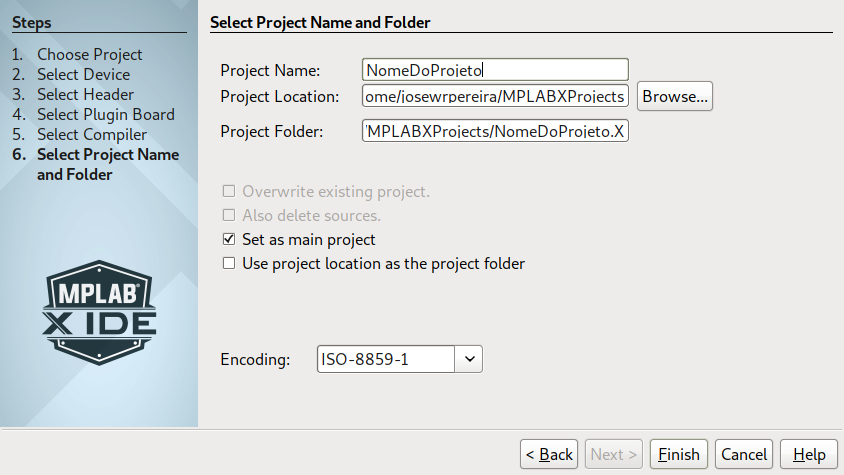 Steps
1. Choose Project
2. Select Device
3. Select Header
4. Select Plugin Board
5. Select Compiler
6. Select Project Name
and Folder
MPLAB®
X IDE
Select Project Name and Folder
Project Name: NomeDoProjeto
Project Location: ome/josewrpereira/MPLABXProjects Browse...
Project Folder: 'MPLABXProjects/NomeDoProjeto.X
Overwrite existing project.
Also delete sources.
Set as main project
Use project location as the project folder
Encoding: ISO-8859-1
< Back Next > Finish Cancel Help